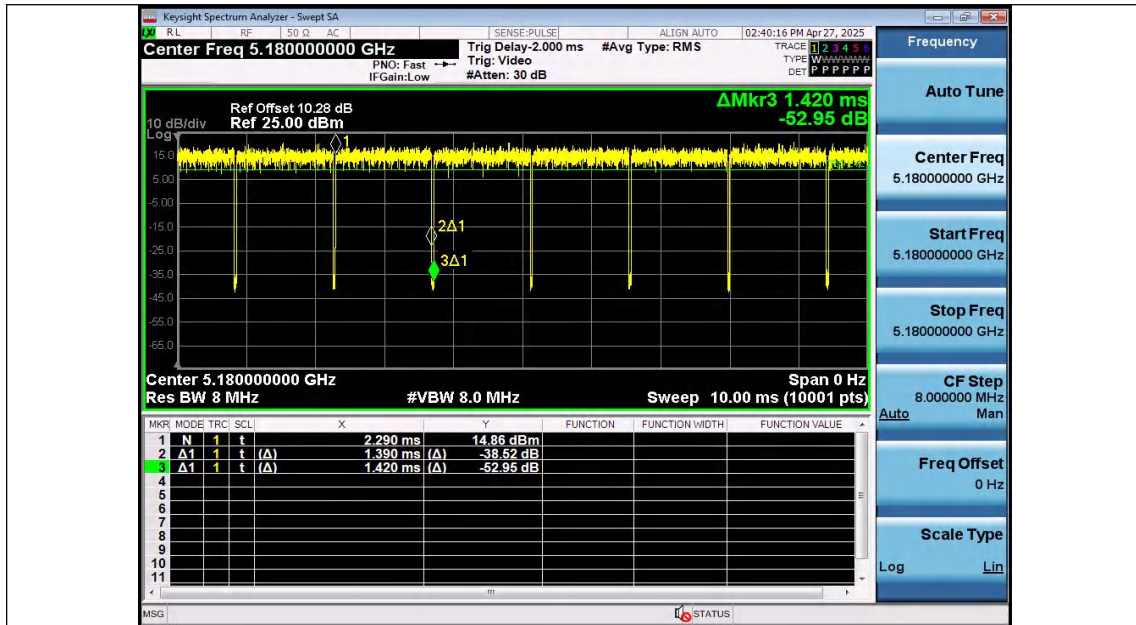 Keysight Spectrum Analyzer - Swept SA
LXI RL RF 50 Ω AC SENSE:PULSE ALIGN AUTO 02:40:16 PM Apr 27, 2025
Center Freq 5.180000000 GHz
PNO: Fast
IFGain:Low
Trig Delay-2.000 ms
Trig: Video
#Atten: 30 dB
#Avg Type: RMS
TRACE 1 2 3 4 5 6
TYPE WWWWWW
DET P P P P P P
Ref Offset 10.28 dB
10 dB/div Ref 25.00 dBm
Log
ΔMkr3 1.420 ms
-52.95 dB
15.0
5.00
-5.00
-15.0
-25.0
-35.0
-45.0
-55.0
-65.0
1
2Δ1
3Δ1
Center 5.180000000 GHz Span 0 Hz
Res BW 8 MHz #VBW 8.0 MHz Sweep 10.00 ms (10001 pts)
MKR MODE TRC SCL X Y FUNCTION FUNCTION WIDTH FUNCTION VALUE
1 N 1 t 2.290 ms 14.86 dBm
2 Δ1 1 t (Δ) 1.390 ms (Δ) -38.52 dB
3 Δ1 1 t (Δ) 1.420 ms (Δ) -52.95 dB
4
5
6
7
8
9
10
11
MSG STATUS
Frequency
Auto Tune
Center Freq
5.180000000 GHz
Start Freq
5.180000000 GHz
Stop Freq
5.180000000 GHz
CF Step
8.000000 MHz
Auto Man
Freq Offset
0 Hz
Scale Type
Log Lin